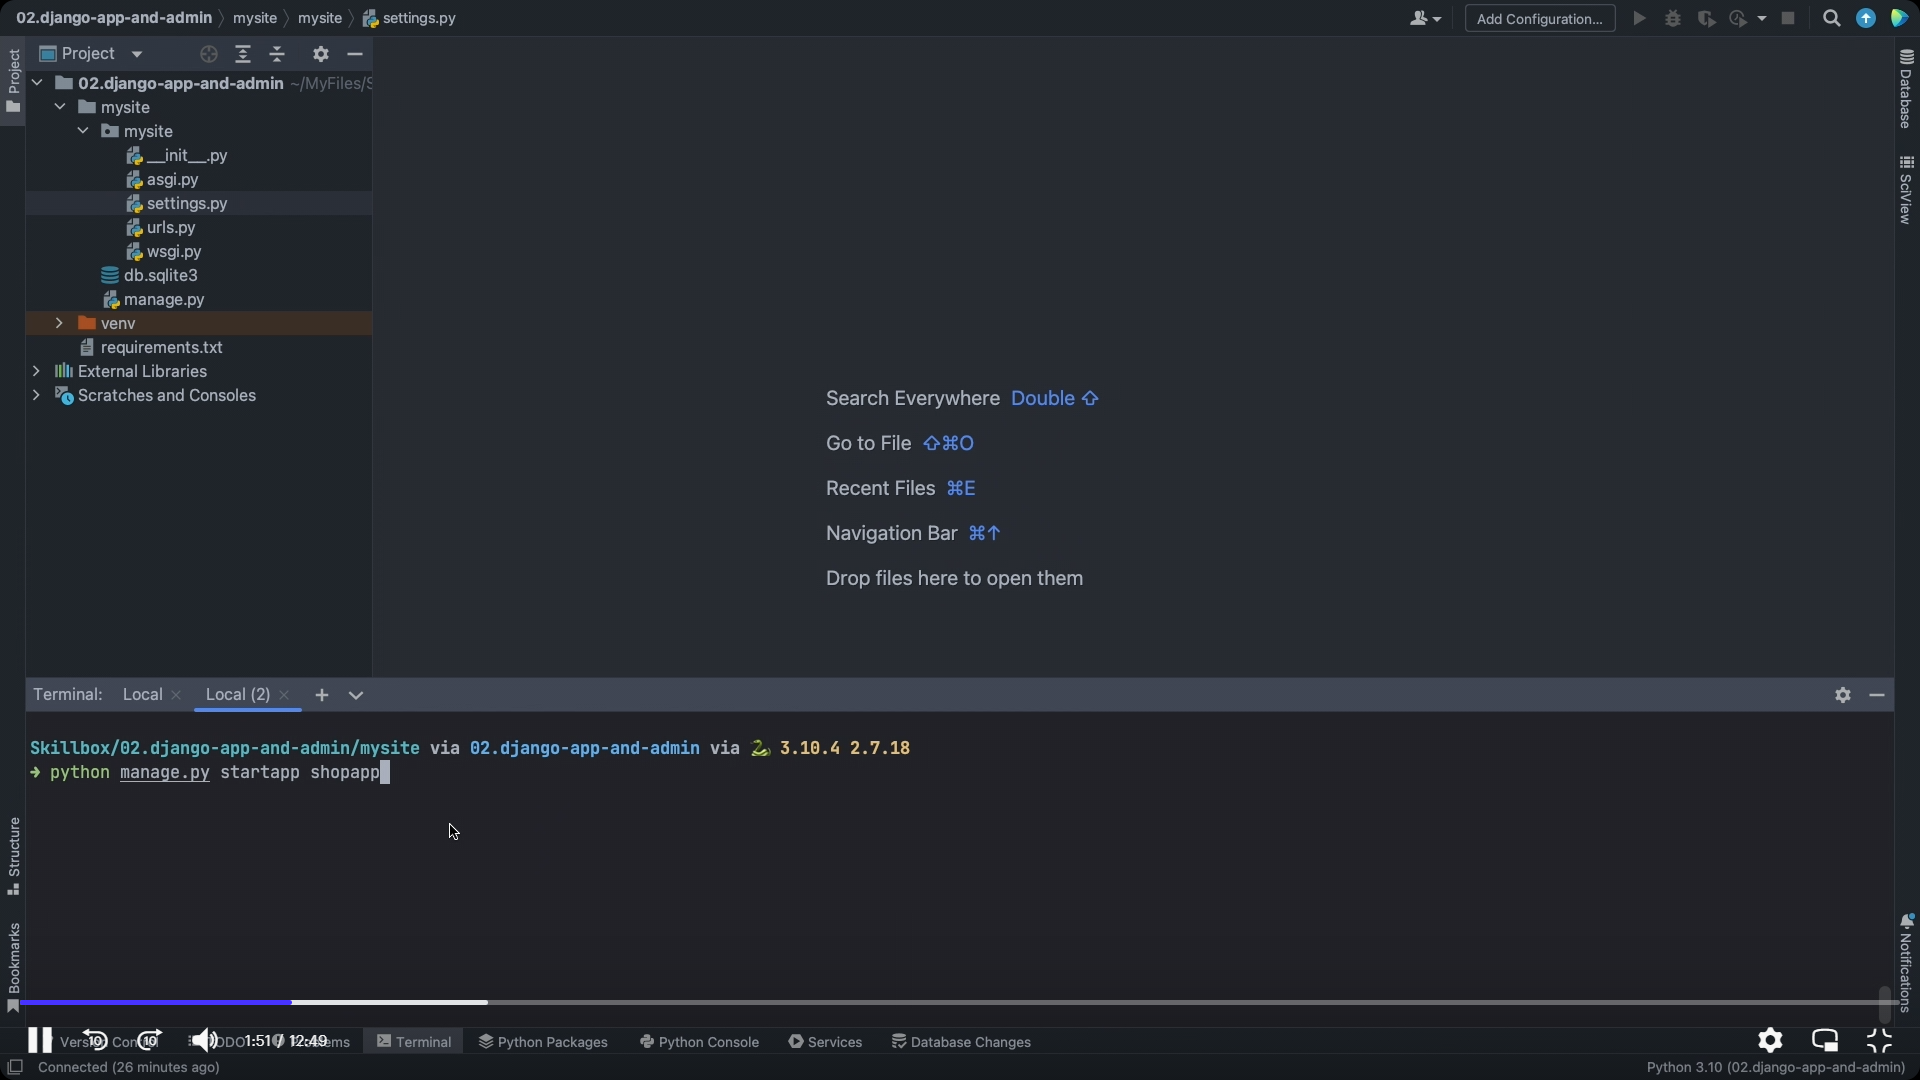 02.django-app-and-admin mysite mysite settings.py
Add Configuration...
Project
Project
02.django-app-and-admin ~/MyFiles/S
mysite
mysite
__init__.py
asgi.py
settings.py
urls.py
wsgi.py
db.sqlite3
manage.py
venv
requirements.txt
External Libraries
Scratches and Consoles
Database
SciView
Search Everywhere Double ⇧
Go to File ⇧⌘O
Recent Files ⌘E
Navigation Bar ⌘↑
Drop files here to open them
Terminal: Local Local (2)
Skillbox/02.django-app-and-admin/mysite via 02.django-app-and-admin via 🐍 3.10.4 2.7.18
→ python manage.py startapp shopapp
Structure
Bookmarks
Notifications
10 10 1:51 / 12:49 Terminal Python Packages Python Console Services Database Changes
Connected (26 minutes ago)
Python 3.10 (02.django-app-and-admin)